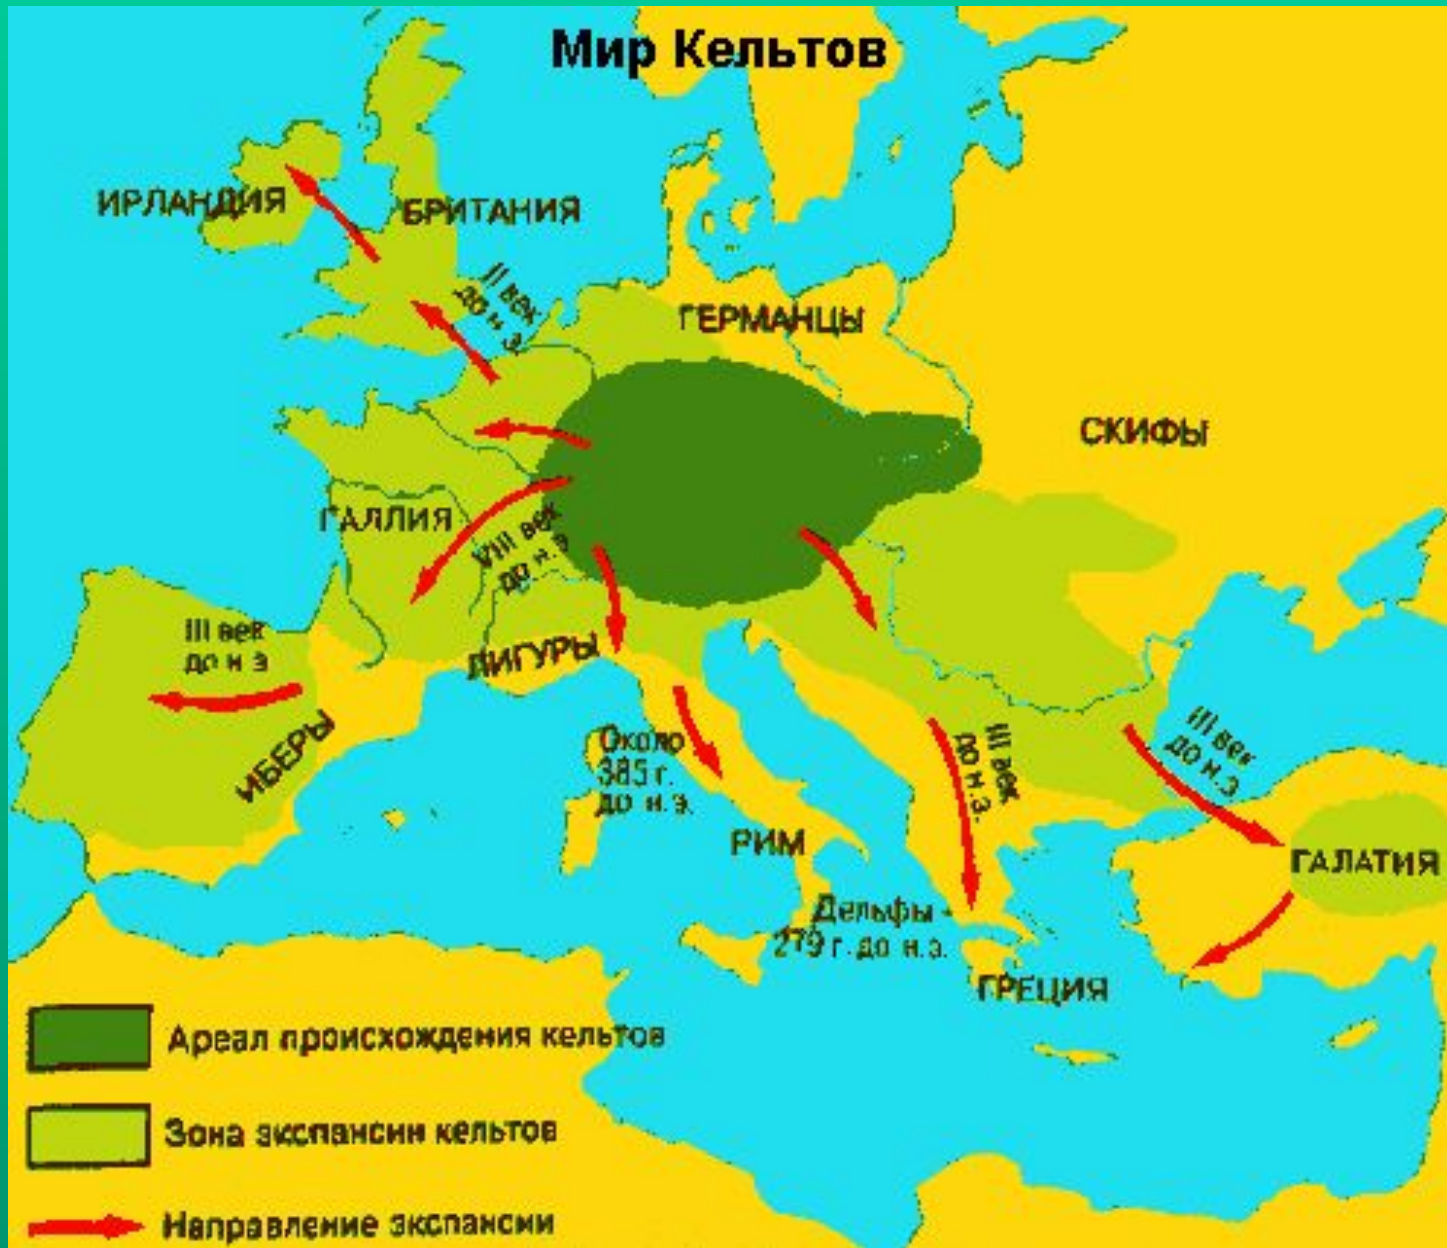 Мир Кельтов
ИРЛАНДИЯ
БРИТАНИЯ
II век
до н. э.
ГЕРМАНЦЫ
СКИФЫ
ГАЛЛИЯ
VIII век
до н. э.
III век
до н. э
ЛИГУРЫ
ИБЕРЫ
Около
385 г.
до н. э.
III век
до н. э.
III век
до н. э
РИМ
ГАЛАТИЯ
Дельфы
279 г. до н. э.
ГРЕЦИЯ
Ареал происхождения кельтов
Зона экспансии кельтов
Направление экспансии